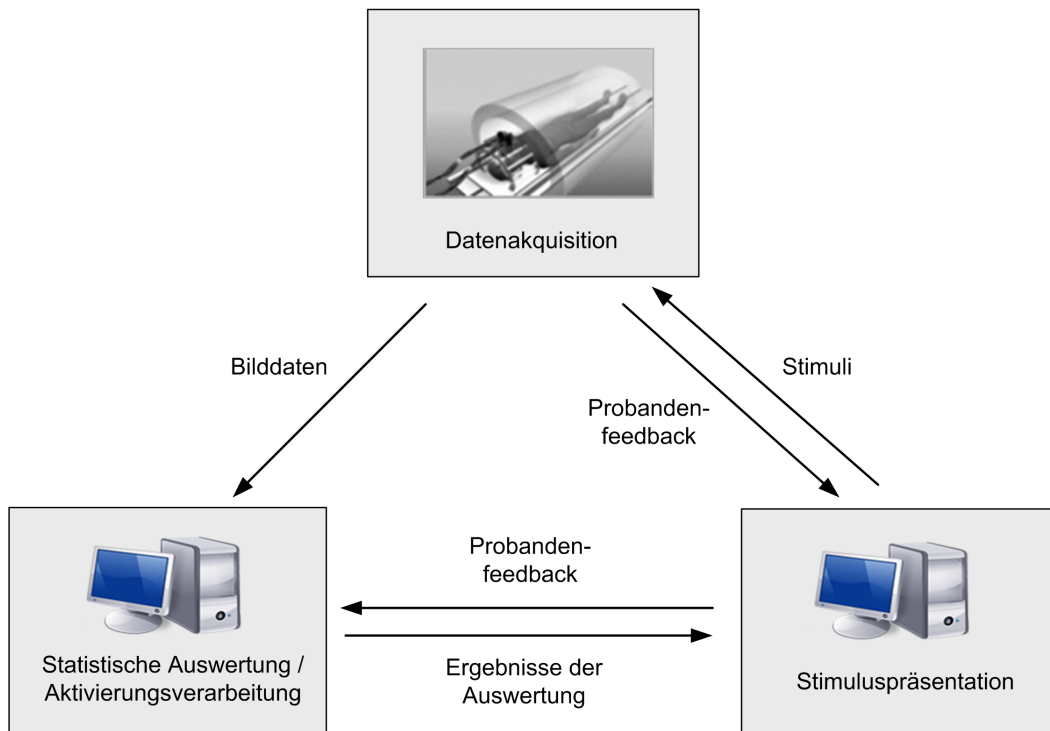 Datenakquisition
Bilddaten
Stimuli
Probanden-
feedback
Probanden-
feedback
Statistische Auswertung /
Aktivierungsverarbeitung
Ergebnisse der
Auswertung
Stimuluspräsentation